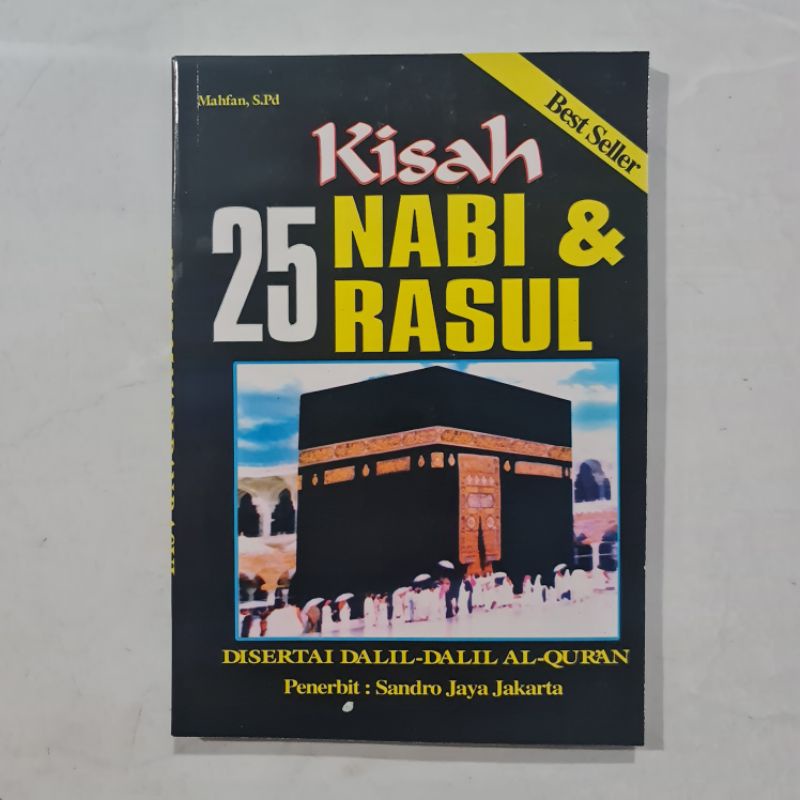 Mahfan, S.Pd
Best Seller
Kisah
25 NABI &
RASUL
DISERTAI DALIL-DALIL AL-QUR'AN
Penerbit : Sandro Jaya Jakarta